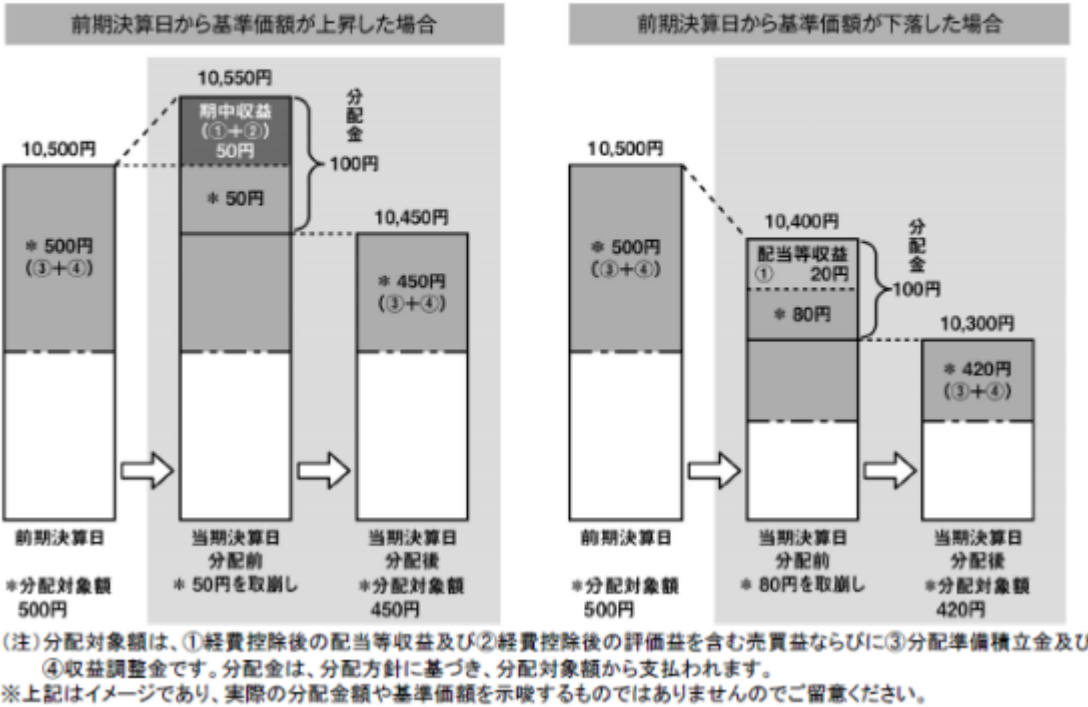 前期決算日から基準価額が上昇した場合
10,550円
期中収益
(①+②)
50円
分配金
100円
10,500円
＊50円
10,450円
＊500円
(③+④)
＊450円
(③+④)
前期決算日
当期決算日
分配前
当期決算日
分配後
＊分配対象額
500円
＊50円を取崩し
＊分配対象額
450円
前期決算日から基準価額が下落した場合
10,500円
10,400円
分配金
配当等収益
① 20円
100円
＊500円
(③+④)
＊80円
10,300円
＊420円
(③+④)
前期決算日
当期決算日
分配前
当期決算日
分配後
＊分配対象額
500円
＊80円を取崩し
＊分配対象額
420円
(注)分配対象額は、①経費控除後の配当等収益及び②経費控除後の評価益を含む売買益ならびに③分配準備積立金及び
④収益調整金です。分配金は、分配方針に基づき、分配対象額から支払われます。
※上記はイメージであり、実際の分配金額や基準価額を示唆するものではありませんのでご留意ください。